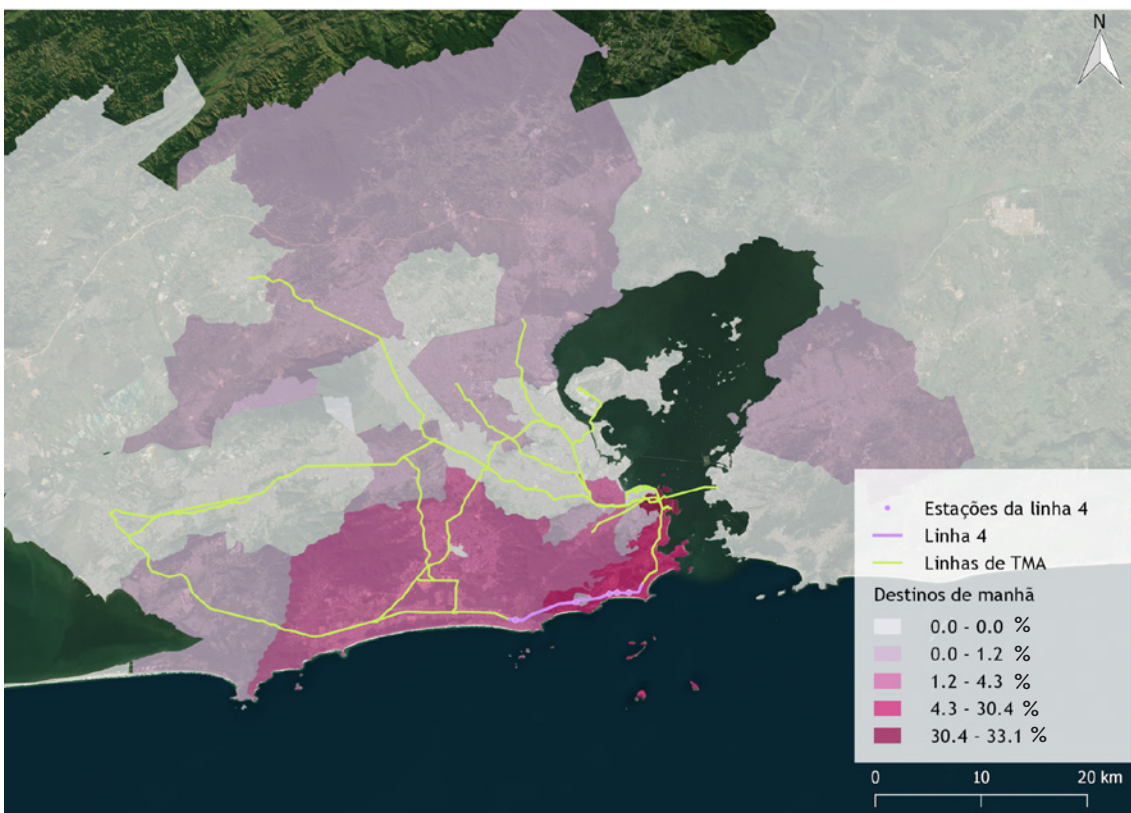 N
Estações da linha 4
Linha 4
Linhas de TMA
Destinos de manhã
0.0 - 0.0 %
0.0 - 1.2 %
1.2 - 4.3 %
4.3 - 30.4 %
30.4 - 33.1 %
0 10 20 km